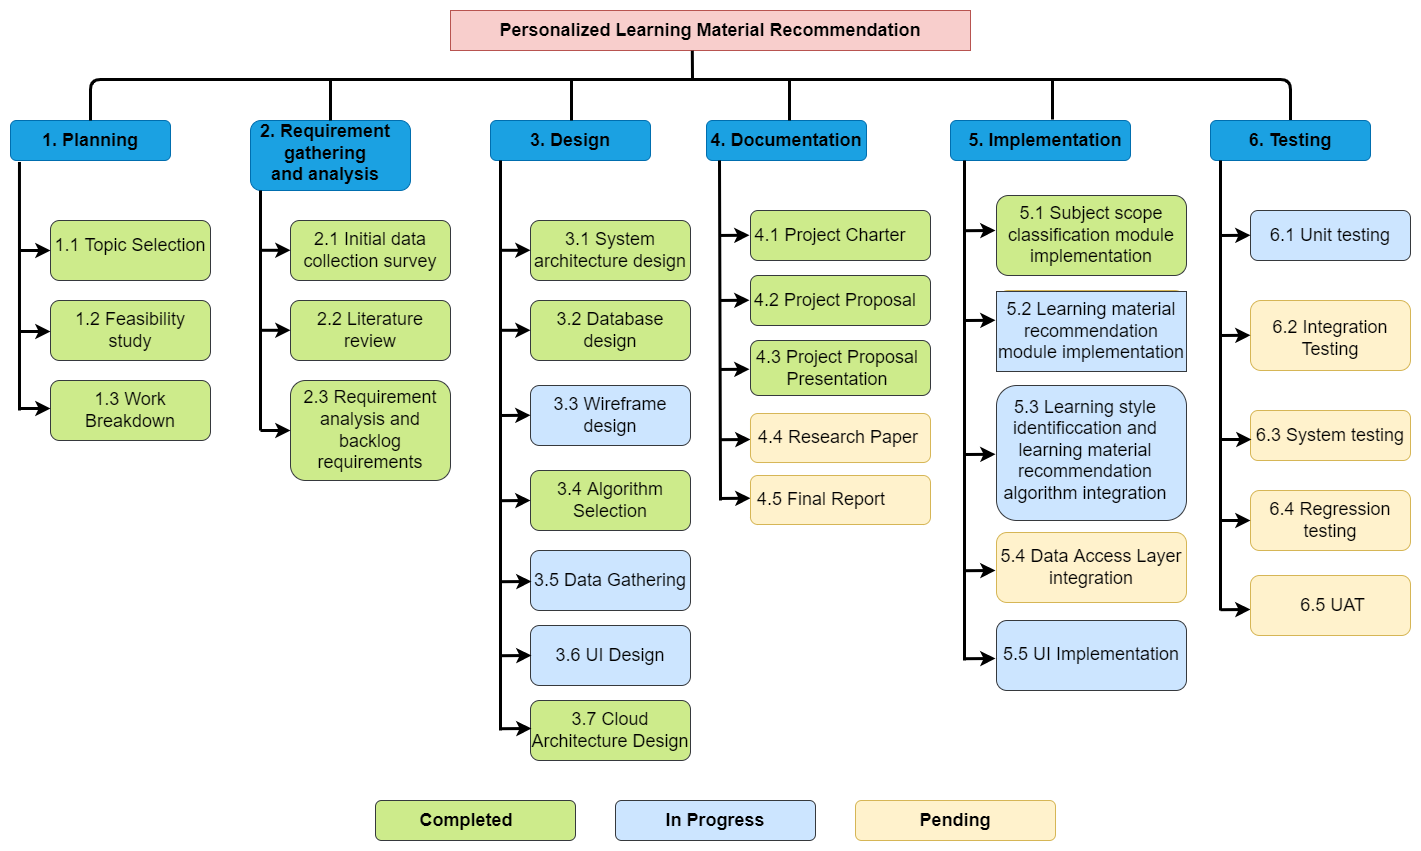 Personalized Learning Material Recommendation
1. Planning
1.1 Topic Selection
1.2 Feasibility
study
1.3 Work
Breakdown
2. Requirement
gathering
and analysis
2.1 Initial data
collection survey
2.2 Literature
review
2.3 Requirement
analysis and
backlog
requirements
3. Design
3.1 System
architecture design
3.2 Database
design
3.3 Wireframe
design
3.4 Algorithm
Selection
3.5 Data Gathering
3.6 UI Design
3.7 Cloud
Architecture Design
4. Documentation
4.1 Project Charter
4.2 Project Proposal
4.3 Project Proposal
Presentation
4.4 Research Paper
4.5 Final Report
5. Implementation
5.1 Subject scope
classification module
implementation
5.2 Learning material
recommendation
module implementation
5.3 Learning style
identificcation and
learning material
recommendation
algorithm integration
5.4 Data Access Layer
integration
5.5 UI Implementation
6. Testing
6.1 Unit testing
6.2 Integration
Testing
6.3 System testing
6.4 Regression
testing
6.5 UAT
Completed
In Progress
Pending